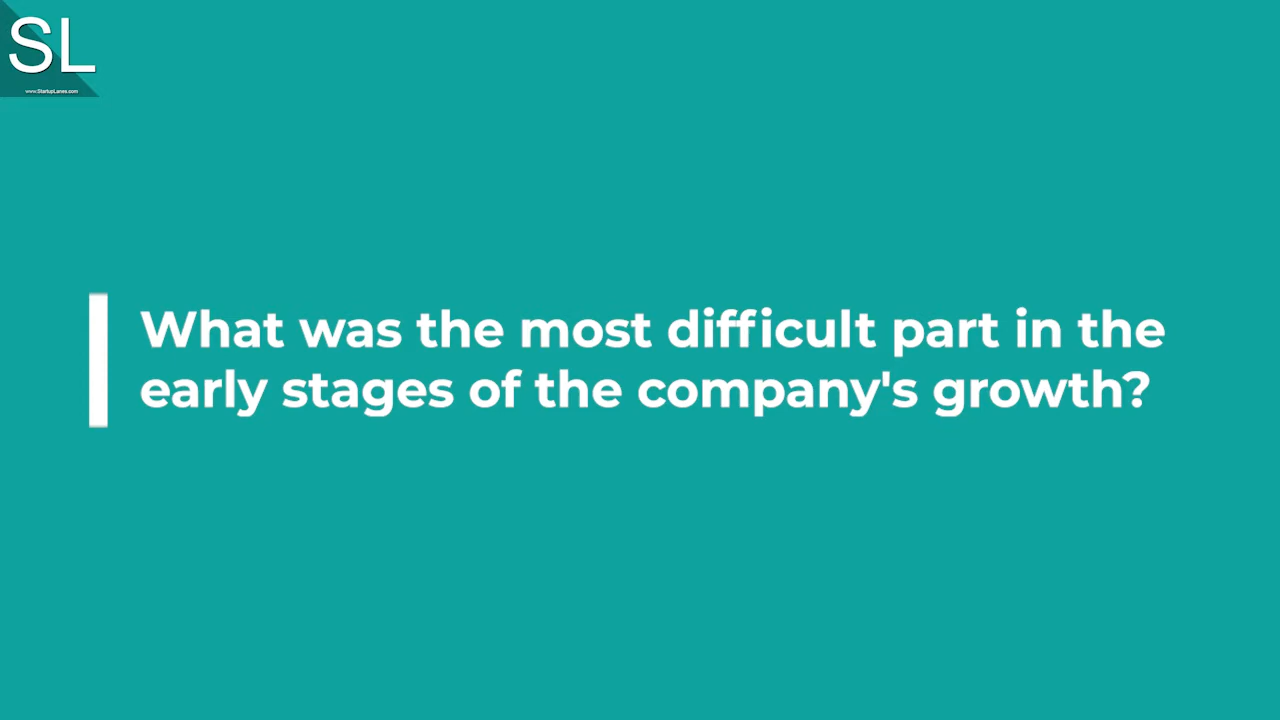 SL
www.StartupLanes.com
What was the most difficult part in the
early stages of the company's growth?